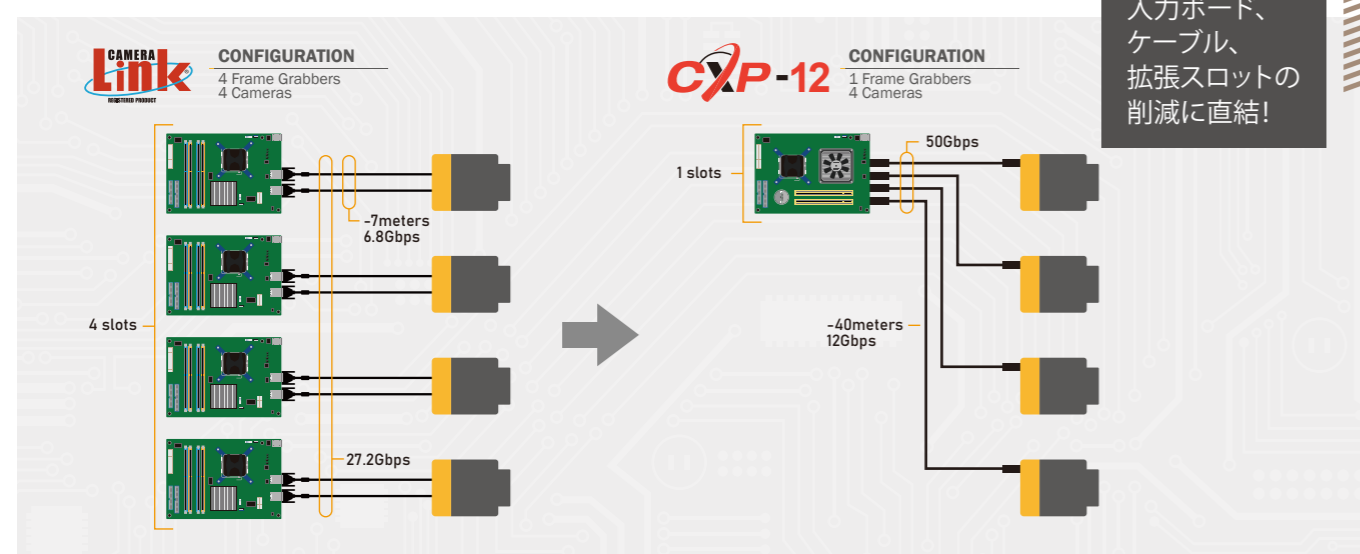 CAMERA
Link
REGISTERED PRODUCT
CONFIGURATION
4 Frame Grabbers
4 Cameras
4 slots
-7meters
6.8Gbps
27.2Gbps
CXP-12
CONFIGURATION
1 Frame Grabbers
4 Cameras
1 slots
50Gbps
-40meters
12Gbps
入力ボード、
ケーブル、
拡張スロットの
削減に直結!